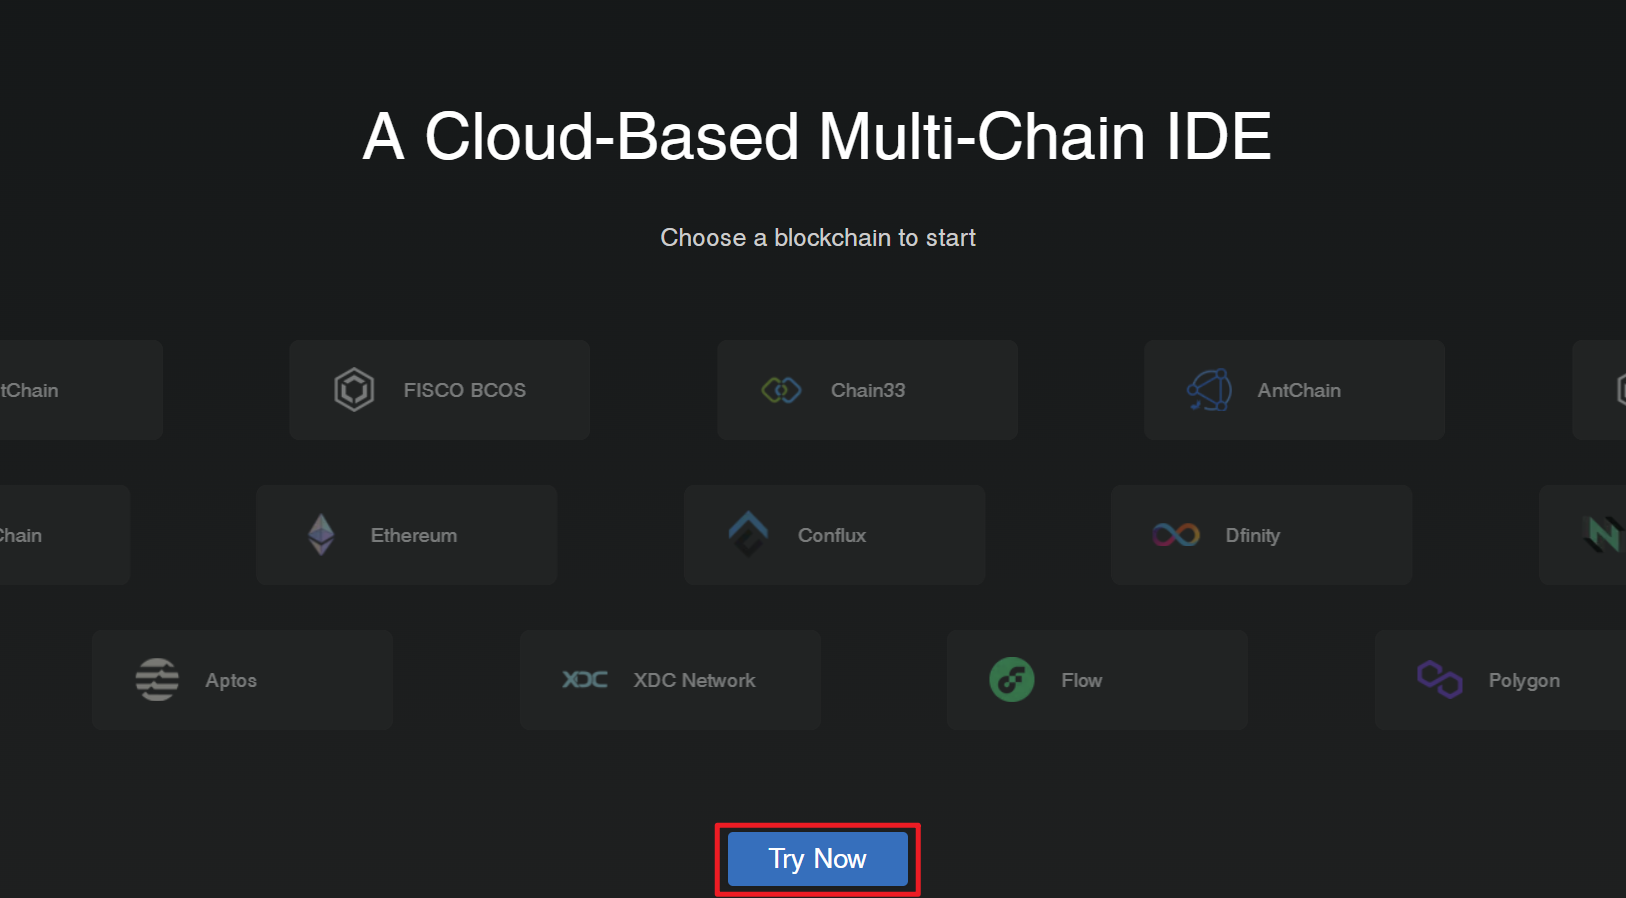 A Cloud-Based Multi-Chain IDE
Choose a blockchain to start
tChain
FISCO BCOS
Chain33
AntChain
Chain
Ethereum
Conflux
Dfinity
Aptos
XDC Network
Flow
Polygon
Try Now